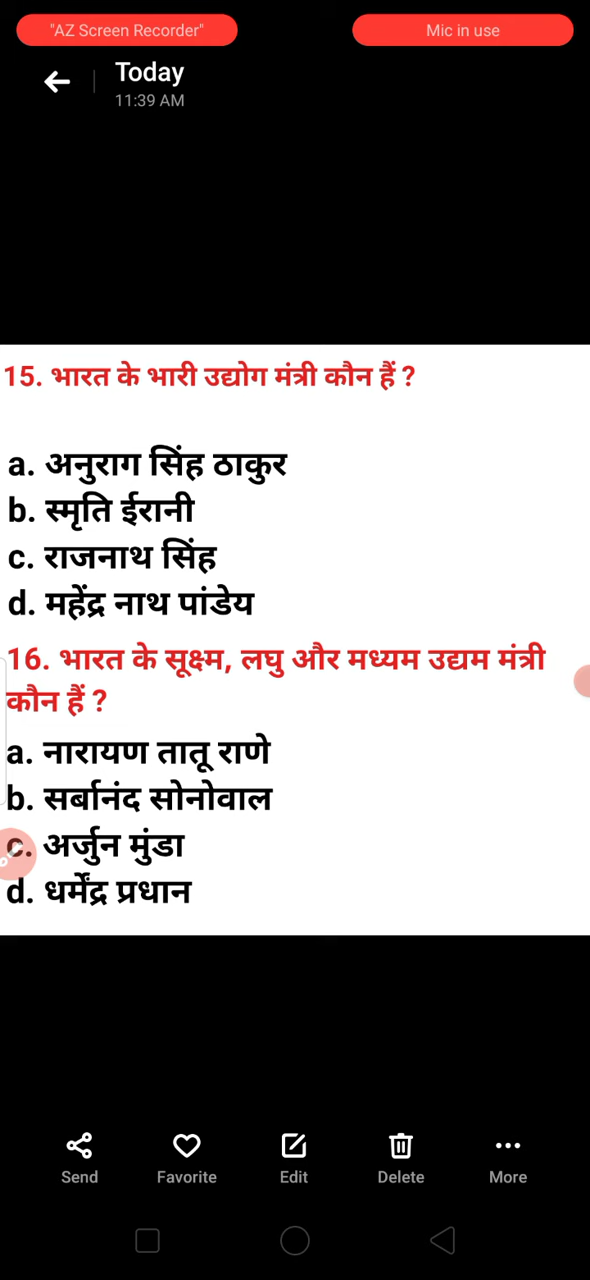 "AZ Screen Recorder"
Mic in use
Today
11:39 AM
15. भारत के भारी उद्योग मंत्री कौन हैं ?
a. अनुराग सिंह ठाकुर
b. स्मृति ईरानी
c. राजनाथ सिंह
d. महेंद्र नाथ पांडेय
16. भारत के सूक्ष्म, लघु और मध्यम उद्यम मंत्री
कौन हैं ?
a. नारायण तातू राणे
b. सर्बानंद सोनोवाल
c. अर्जुन मुंडा
d. धर्मेंद्र प्रधान
Send
Favorite
Edit
Delete
More